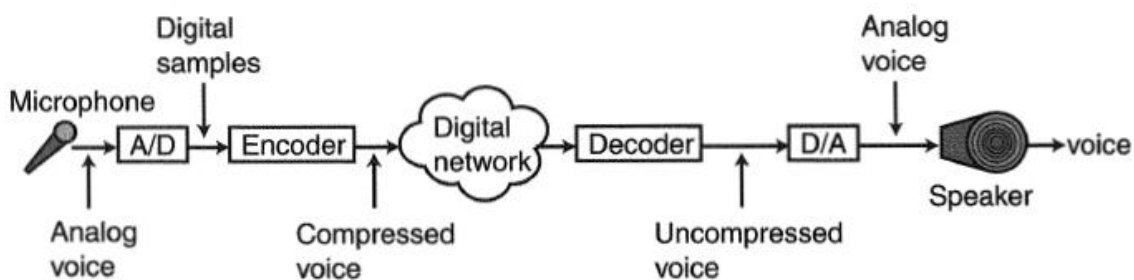 Digital
samples
Analog
voice
Microphone
A/D
Encoder
Digital
network
Decoder
D/A
voice
Speaker
Analog
voice
Compressed
voice
Uncompressed
voice